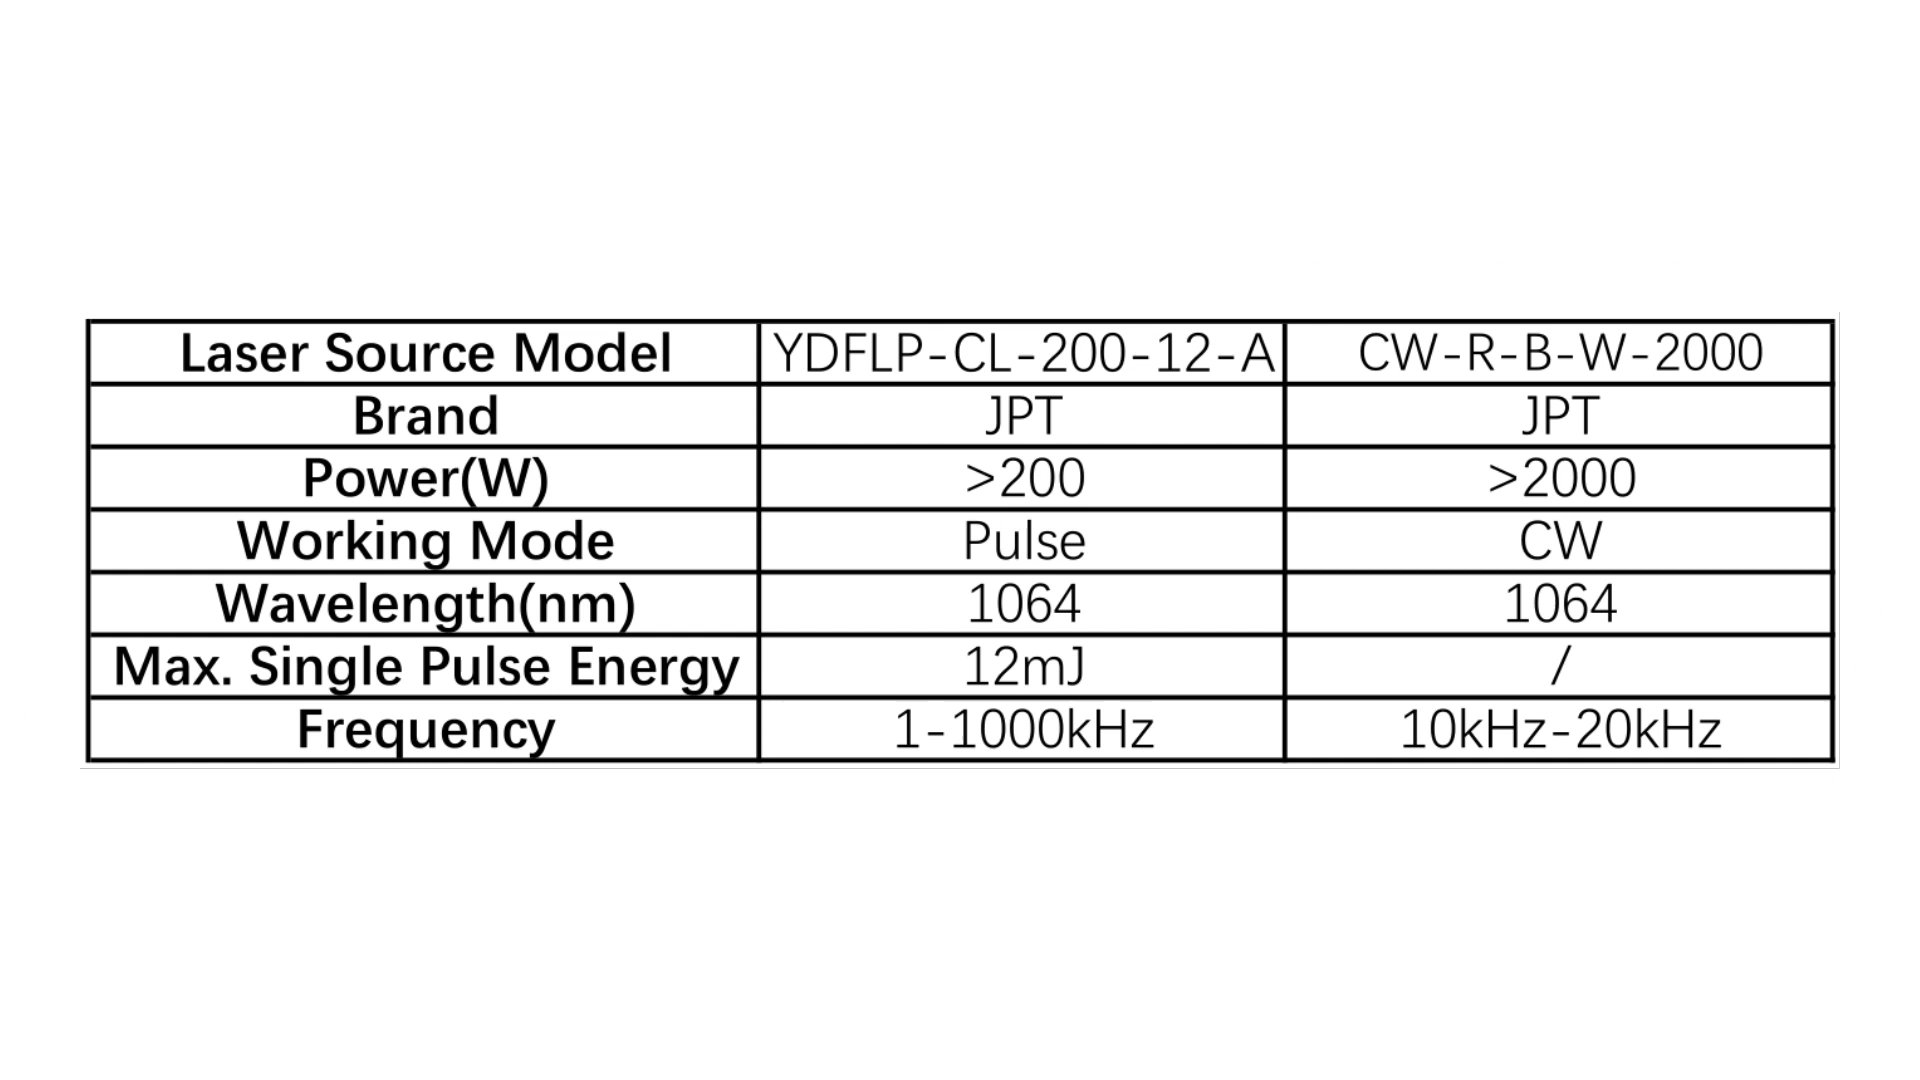 Laser Source Model YDFLP-CL-200-12-A CW-R-B-W-2000
Brand JPT JPT
Power(W) >200 >2000
Working Mode Pulse CW
Wavelength(nm) 1064 1064
Max. Single Pulse Energy 12mJ /
Frequency 1-1000kHz 10kHz-20kHz